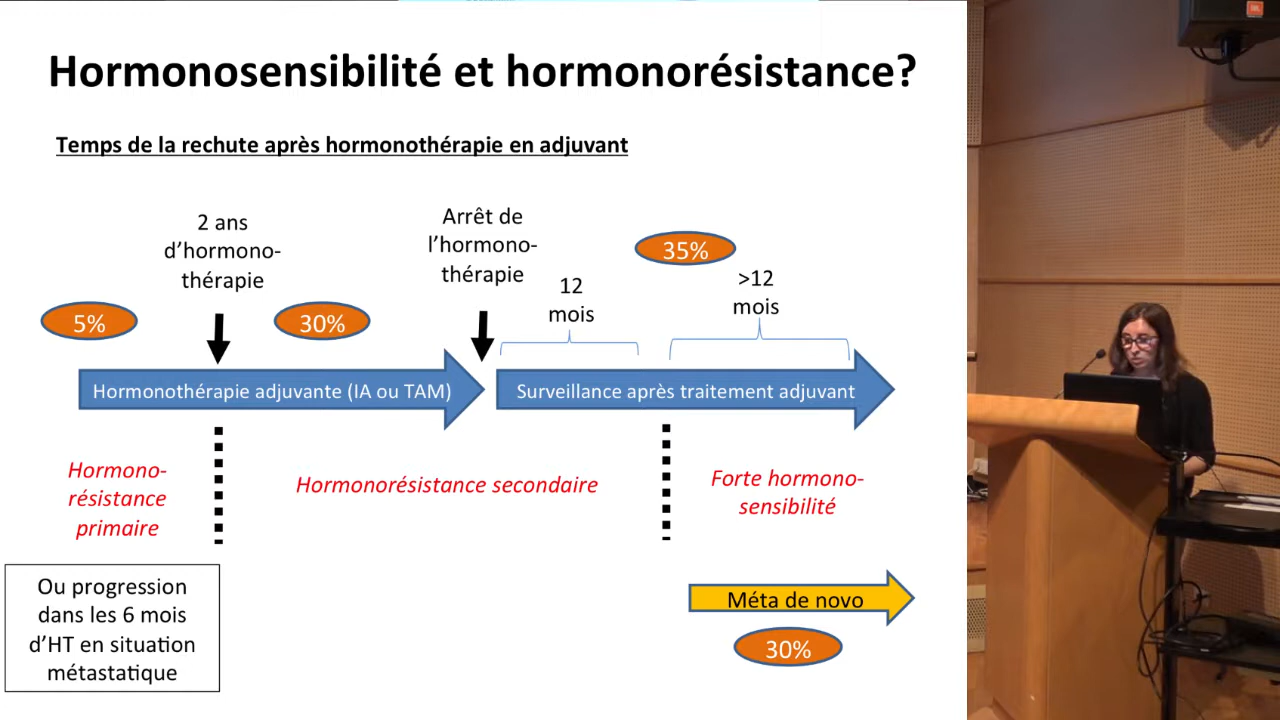 Hormonosensibilité et hormonorésistance?
Temps de la rechute après hormonothérapie en adjuvant
2 ans
d'hormono-
thérapie
Arrêt de
l'hormono-
thérapie
35%
12
mois
>12
mois
5%
30%
Hormonothérapie adjuvante (IA ou TAM)
Surveillance après traitement adjuvant
Hormono-
résistance
primaire
Hormonorésistance secondaire
Forte hormono-
sensibilité
Ou progression
dans les 6 mois
d'HT en situation
métastatique
Méta de novo
30%
JBL